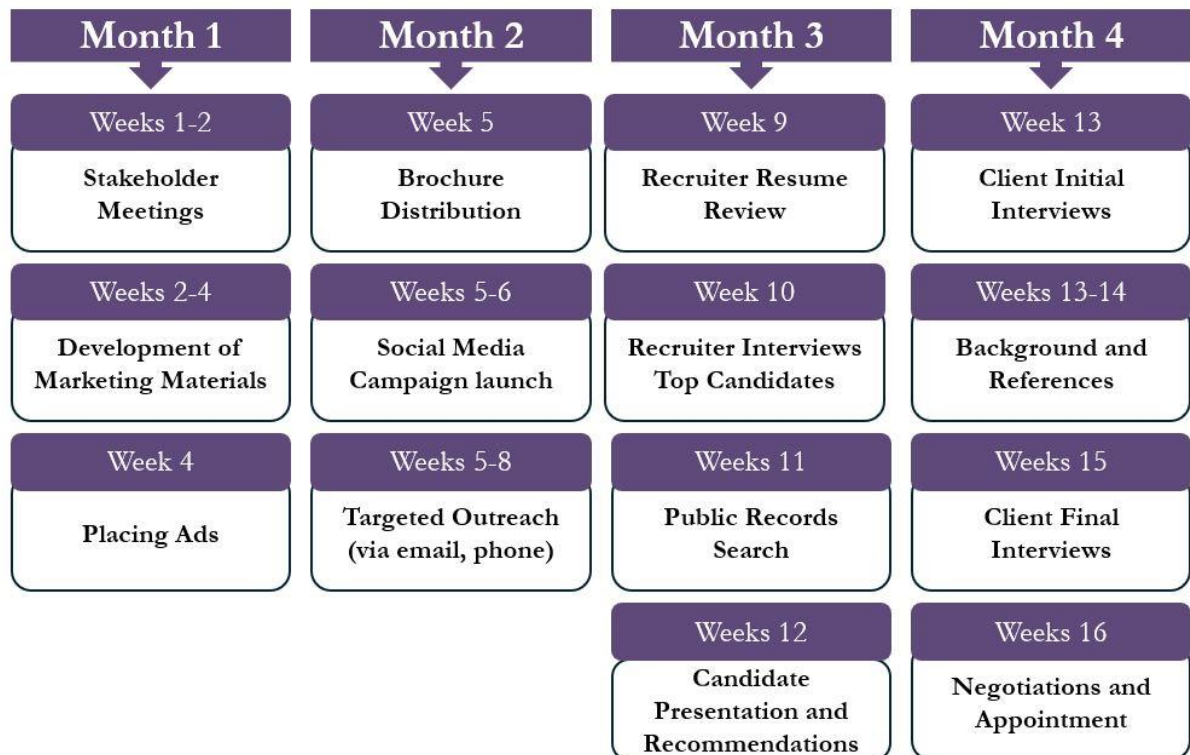 Month 1
Weeks 1-2
Stakeholder
Meetings
Weeks 2-4
Development of
Marketing Materials
Week 4
Placing Ads
Month 2
Week 5
Brochure
Distribution
Weeks 5-6
Social Media
Campaign launch
Weeks 5-8
Targeted Outreach
(via email, phone)
Month 3
Week 9
Recruiter Resume
Review
Week 10
Recruiter Interviews
Top Candidates
Week 11
Public Records
Search
Weeks 12
Candidate
Presentation and
Recommendations
Month 4
Week 13
Client Initial
Interviews
Weeks 13-14
Background and
References
Weeks 15
Client Final
Interviews
Weeks 16
Negotiations and
Appointment